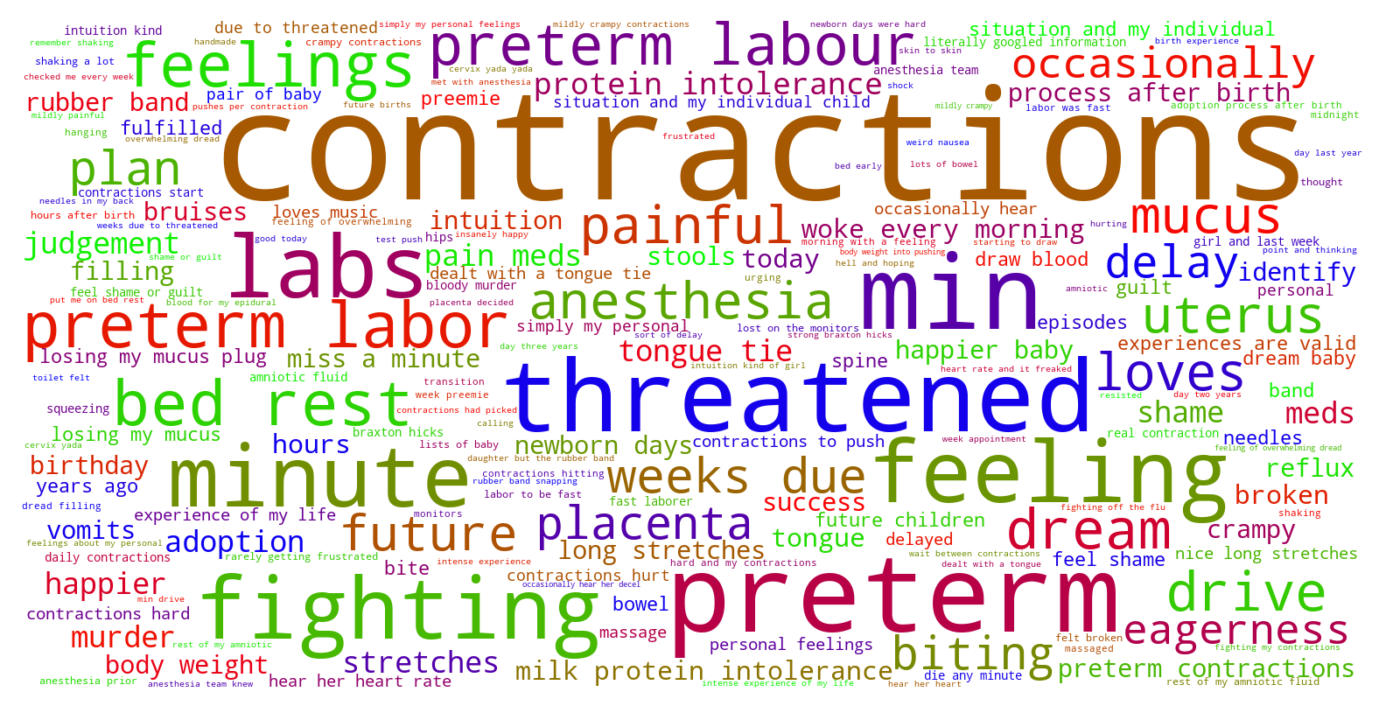 intuition kind
due to threatened
simply my personal feelings
mildly crampy contractions
newborn days were hard
situation and my individual
remember shaking
handmade
crampy contractions
preterm labour
skin to skin
literally googled information
birth experience
shaking a lot
feelings
cervix yada yada
anesthesia team
occasionally
checked me every week
met with anesthesia
protein intolerance
shock
process after birth
rubber band
pair of baby
preemie
situation and my individual child
pushes per contraction
future births
mildly crampy
labor was fast
adoption process after birth
mildly painful
midnight
hanging
fulfilled
overwhelming dread
contractions
frustrated
weird nausea
plan
day last year
bed early
lots of bowel
thought
contractions start
needles in my back
hours after birth
bruises
loves music
intuition
painful
woke every morning
occasionally hear
mucus
hurting
weeks due to threatened
feeling of overwhelming
insanely happy
judgement
good today
test push
hips
morning with a feeling
starting to draw
girl and last week
shame or guilt
labs
pain meds
stools
today
body weight into pushing
draw blood
delay
point and thinking
filling
dealt with a tongue tie
hell and hoping
identify
feel shame or guilt
bloody murder
urging
min
amniotic
guilt
personal
put me on bed rest
blood for my epidural
placenta decided
anesthesia
preterm labor
simply my personal
sort of delay
lost on the monitors
strong braxton hicks
episodes
uterus
losing my mucus plug
miss a minute
day three years
tongue tie
spine
happier baby
experiences are valid
dream baby
toilet felt
amniotic fluid
transition
intuition kind of girl
heart rate and it freaked
loves
week preemie
threatened
resisted
day two years
band
squeezing
bed rest
contractions had picked
shame
meds
calling
losing my mucus
braxton hicks
cervix yada
hours
lists of baby
newborn days
contractions to push
week appointment
real contraction
needles
feeling of overwhelming dread
birthday
minute
daughter but the rubber band
weeks due
feeling
reflux
years ago
contractions hitting
rubber band snapping
labor to be fast
fast laborer
success
broken
dread filling
fighting off the flu
vomits
experience of my life
monitors
placenta
future children
dream
shaking
feelings about my personal
adoption
future
tongue
delayed
crampy
daily contractions
rarely getting frustrated
long stretches
wait between contractions
feel shame
nice long stretches
intense experience
hard and my contractions
dealt with a tongue
happier
min drive
bite
contractions hurt
occasionally hear her decel
contractions hard
fighting
bowel
preterm
drive
murder
rest of my amniotic
massage
personal feelings
felt broken
massaged
eagerness
fighting my contractions
body weight
stretches
milk protein intolerance
biting
preterm contractions
anesthesia prior
anesthesia team knew
hear her heart rate
intense experience of my life
hear her heart
die any minute
rest of my amniotic fluid